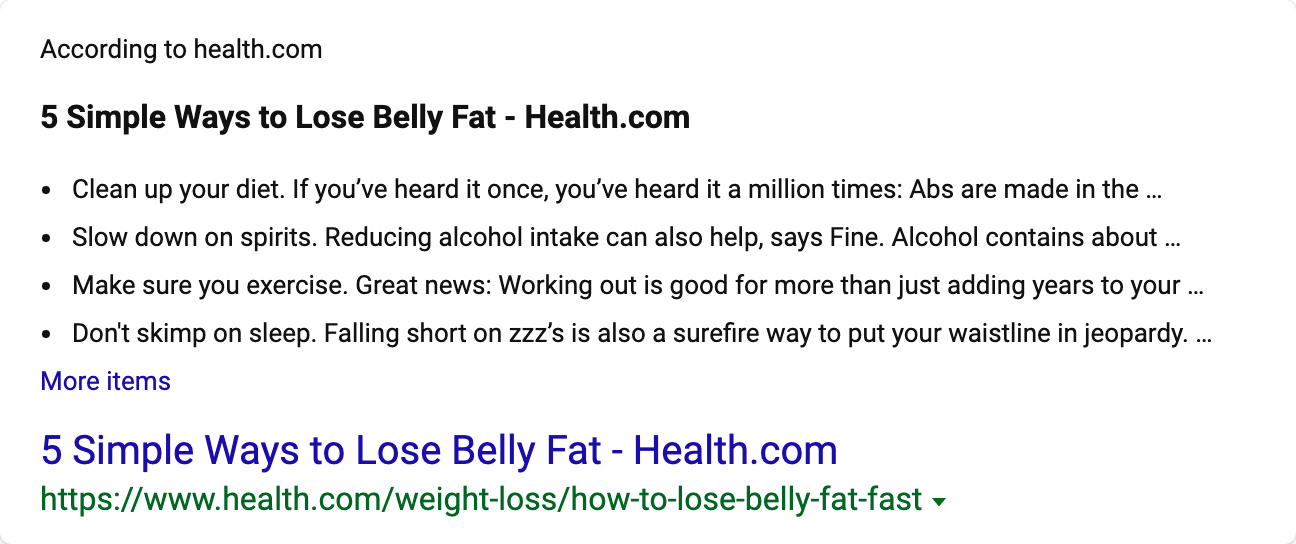 According to health.com
5 Simple Ways to Lose Belly Fat - Health.com
• Clean up your diet. If you’ve heard it once, you’ve heard it a million times: Abs are made in the ...
• Slow down on spirits. Reducing alcohol intake can also help, says Fine. Alcohol contains about ...
• Make sure you exercise. Great news: Working out is good for more than just adding years to your ...
• Don't skimp on sleep. Falling short on zzz’s is also a surefire way to put your waistline in jeopardy. ...
More items
5 Simple Ways to Lose Belly Fat - Health.com
https://www.health.com/weight-loss/how-to-lose-belly-fat-fast